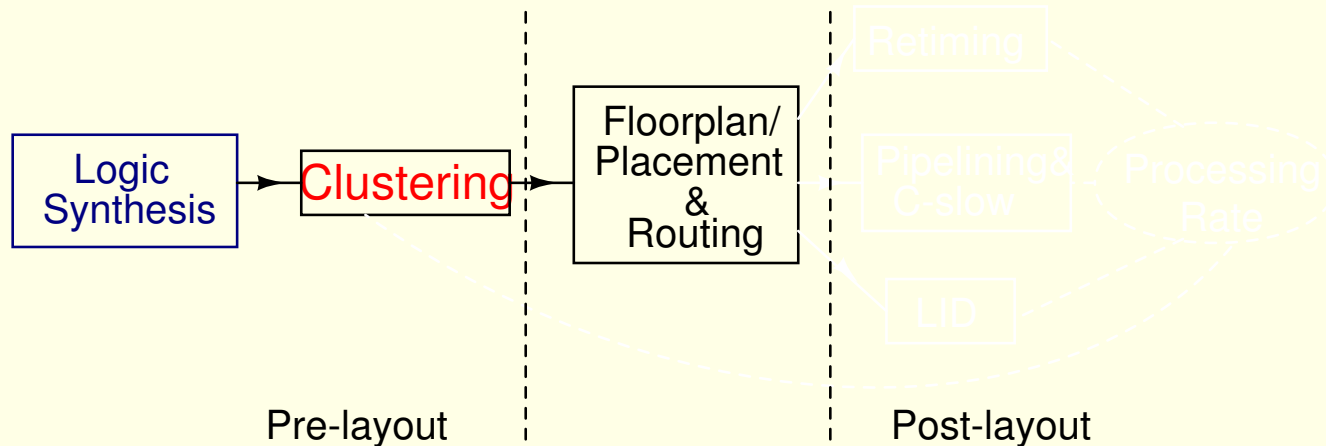 Logic
Synthesis
Clustering
Floorplan/
Placement
&
Routing
Retiming
Pipelining&
C-slow
LID
Processing
Rate
Pre-layout
Post-layout